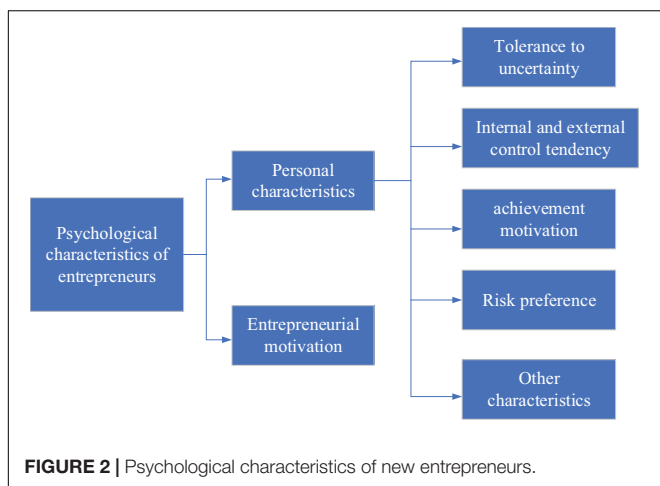 Psychological
characteristics of
entrepreneurs
Personal
characteristics
Entrepreneurial
motivation
Tolerance to
uncertainty
Internal and external
control tendency
achievement
motivation
Risk preference
Other
characteristics
FIGURE 2 | Psychological characteristics of new entrepreneurs.